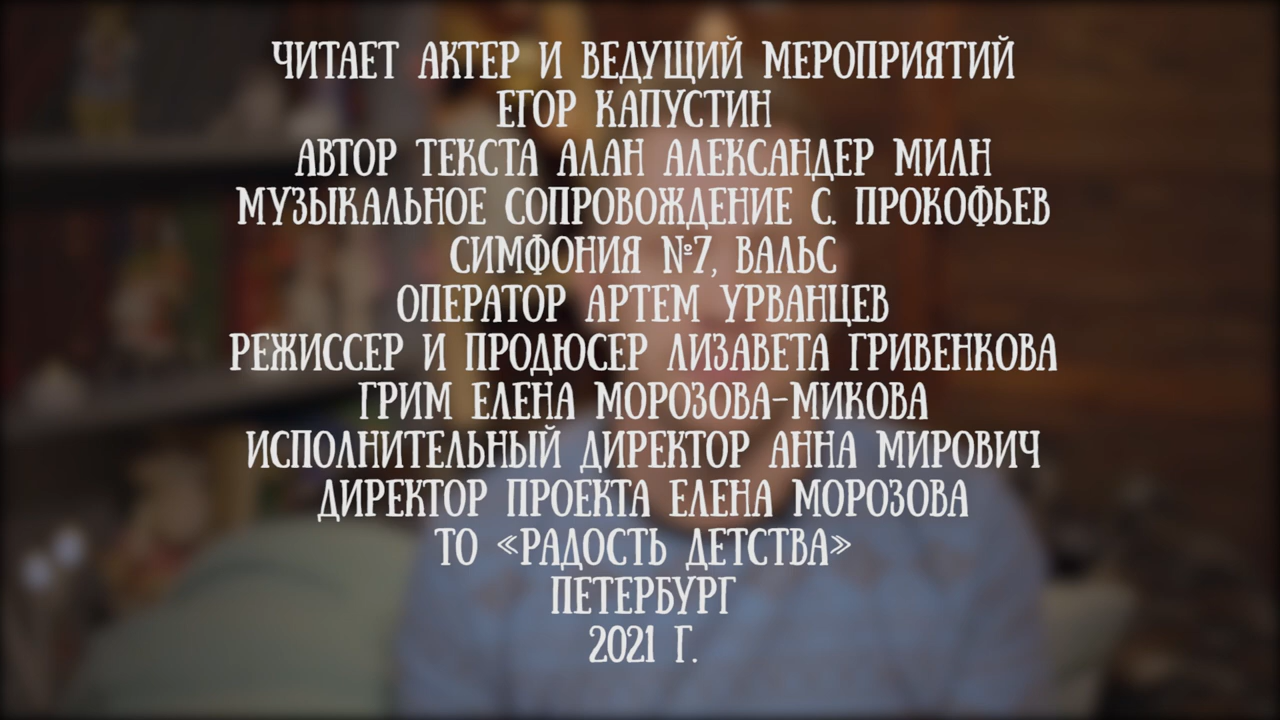 ЧИТАЕТ АКТЕР И ВЕДУЩИЙ МЕРОПРИЯТИЙ
ЕГОР КАПУСТИН
АВТОР ТЕКСТА АЛАН АЛЕКСАНДЕР МИЛН
МУЗЫКАЛЬНОЕ СОПРОВОЖДЕНИЕ С. ПРОКОФЬЕВ
СИМФОНИЯ №7, ВАЛЬС
ОПЕРАТОР АРТЕМ УРВАНЦЕВ
РЕЖИССЕР И ПРОДЮСЕР ЛИЗАВЕТА ГРИВЕНКОВА
ГРИМ ЕЛЕНА МОРОЗОВА-МИКОВА
ИСПОЛНИТЕЛЬНЫЙ ДИРЕКТОР АННА МИРОВИЧ
ДИРЕКТОР ПРОЕКТА ЕЛЕНА МОРОЗОВА
ТО «РАДОСТЬ ДЕТСТВА»
ПЕТЕРБУРГ
2021 Г.